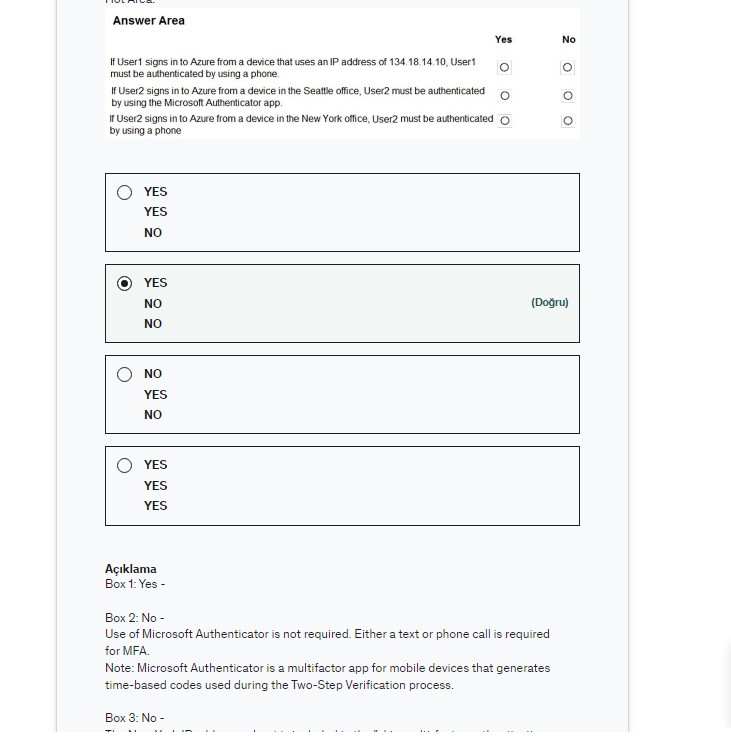 Hot Area:
Answer Area
Yes No
If User1 signs in to Azure from a device that uses an IP address of 134.18.14.10, User1
must be authenticated by using a phone.
If User2 signs in to Azure from a device in the Seattle office, User2 must be authenticated
by using the Microsoft Authenticator app.
If User2 signs in to Azure from a device in the New York office, User2 must be authenticated
by using a phone
YES
YES
NO
YES
NO
(Doğru)
NO
NO
YES
NO
YES
YES
YES
Açıklama
Box 1: Yes -
Box 2: No -
Use of Microsoft Authenticator is not required. Either a text or phone call is required
for MFA.
Note: Microsoft Authenticator is a multifactor app for mobile devices that generates
time-based codes used during the Two-Step Verification process.
Box 3: No -